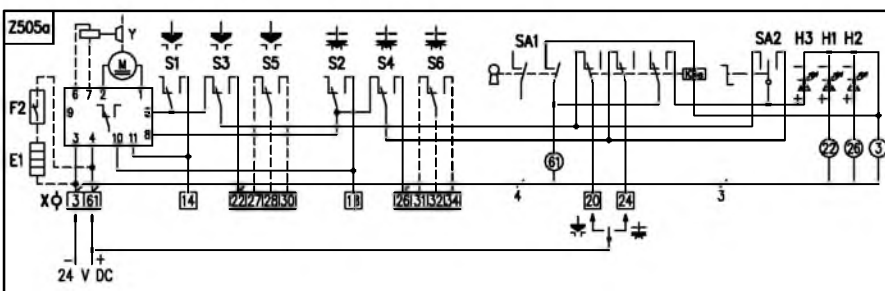 Z505a
Y
M
S1 S3 S5 S2 S4 S6 SA1 SA2 H3 H1 H2
6 7 2 1
F2
9 5
8
3 4 10 11
E1
61 22 26 3
X 3 61 14 22 27 28 30 26 31 32 34 4 20 24 3
- +
24 V DC